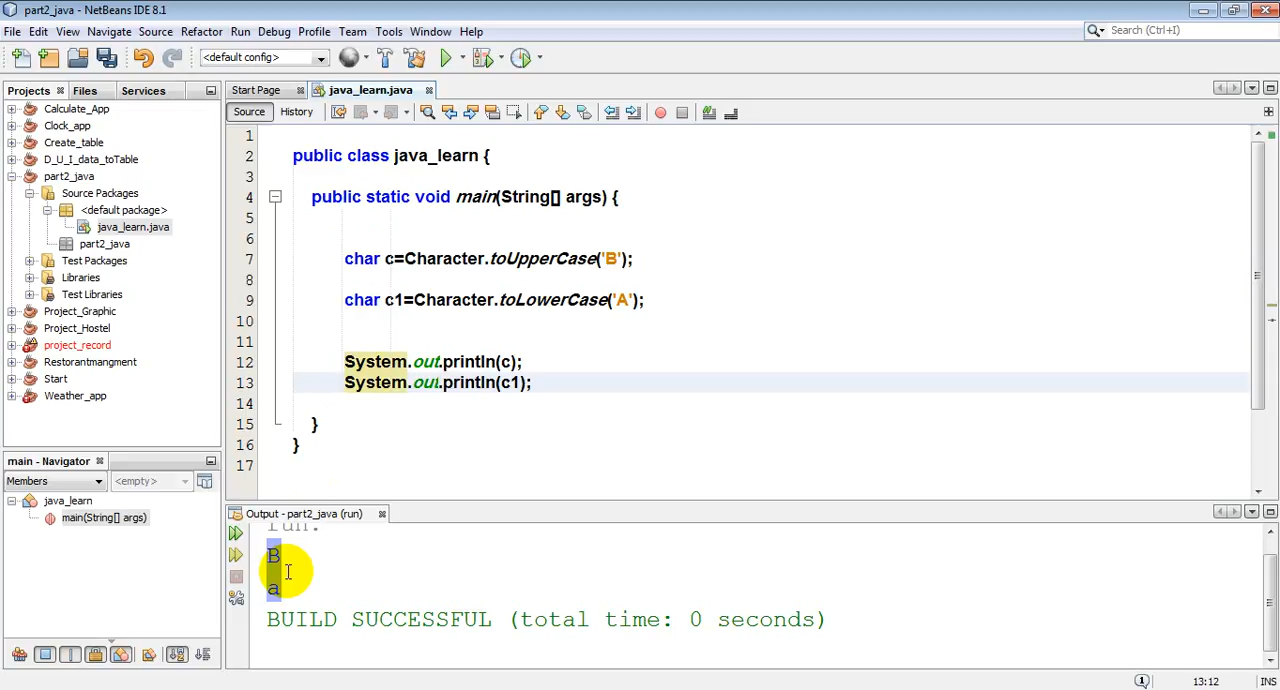 part2_java - NetBeans IDE 8.1
File Edit View Navigate Source Refactor Run Debug Profile Team Tools Window Help
Search (Ctrl+I)
<default config>
Projects Files Services
Calculate_App
Clock_app
Create_table
D_U_I_data_toTable
part2_java
Source Packages
<default package>
java_learn.java
part2_java
Test Packages
Libraries
Test Libraries
Project_Graphic
Project_Hostel
project_record
Restorantmangment
Start
Weather_app
main - Navigator
Members <empty>
java_learn
main(String[] args)
Start Page java_learn.java
Source History
1
2 public class java_learn {
3
4 public static void main(String[] args) {
5
6
7 char c=Character.toUpperCase('B');
8
9 char c1=Character.toLowerCase('A');
10
11
12 System.out.println(c);
13 System.out.println(c1);
14
15 }
16 }
17
Output - part2_java (run)
run:
B
a
BUILD SUCCESSFUL (total time: 0 seconds)
1 13:12 INS